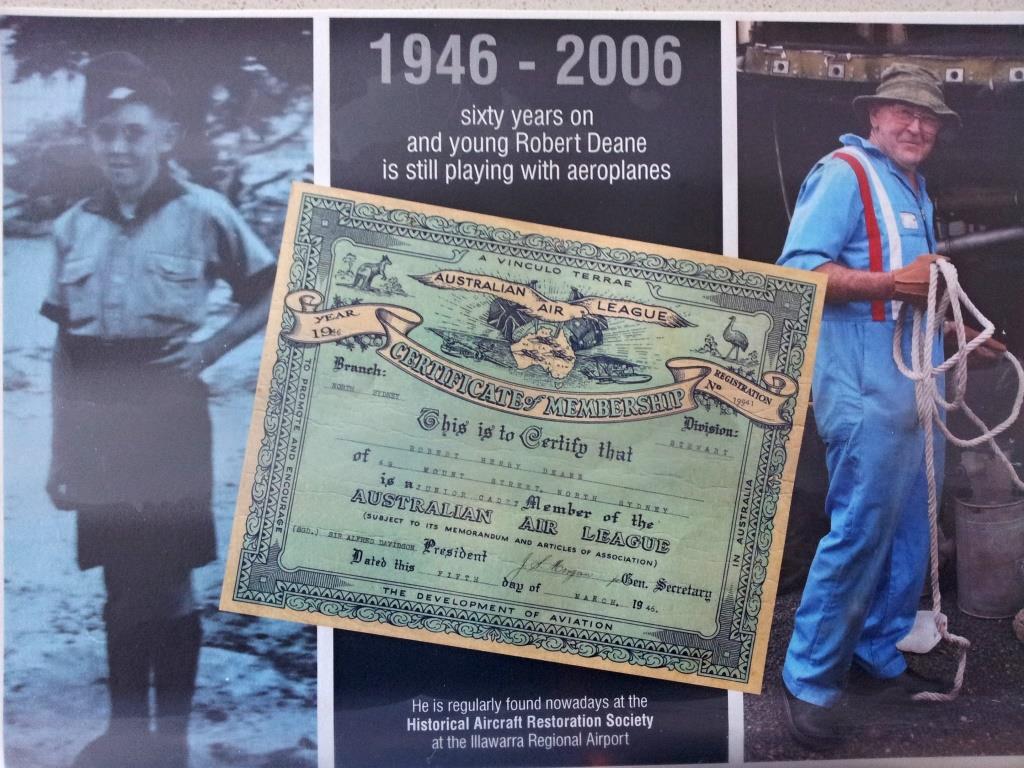 1946 - 2006
sixty years on
and young Robert Deane
is still playing with aeroplanes
A VINCULO TERRAE
AUSTRALIAN AIR LEAGUE
YEAR
1946
CERTIFICATE of MEMBERSHIP
REGISTRATION
No 19941
Branch:
NORTH SYDNEY
Division:
STEWART
This is to Certify that
ROBERT HENRY DEANE
of 49 MOUNT STREET, NORTH SYDNEY
is a JUNIOR CADET Member of the
AUSTRALIAN AIR LEAGUE
(SUBJECT TO ITS MEMORANDUM AND ARTICLES OF ASSOCIATION)
(SGD.) SIR ALFRED DAVIDSON President
Gen. Secretary
Dated this FIFTH day of MARCH, 1946.
TO PROMOTE AND ENCOURAGE
THE DEVELOPMENT OF AVIATION
IN AUSTRALIA
He is regularly found nowadays at the
Historical Aircraft Restoration Society
at the Illawarra Regional Airport